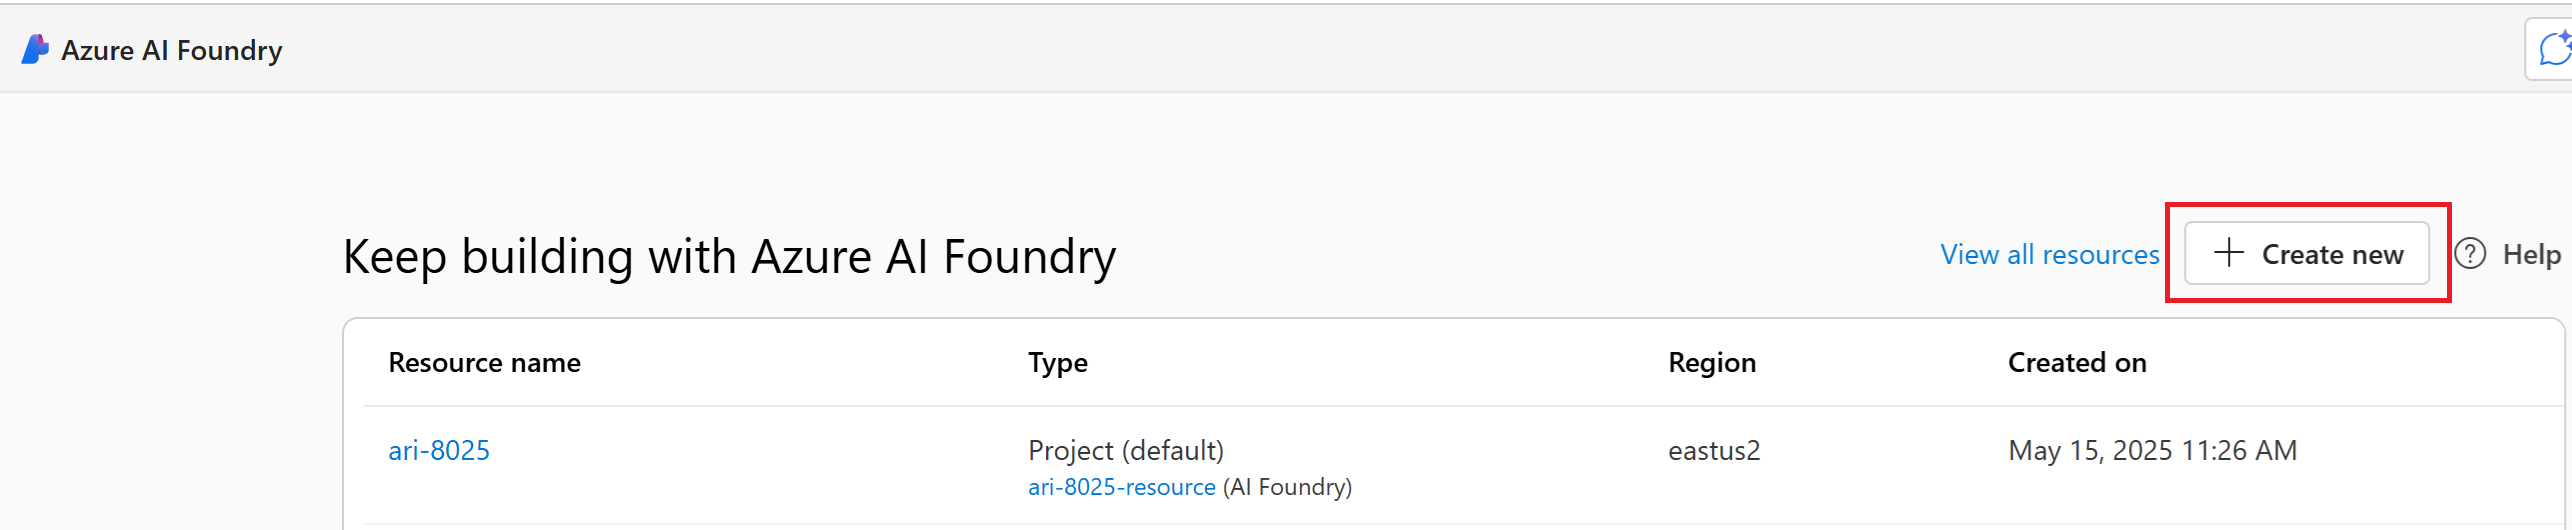 Azure AI Foundry
Keep building with Azure AI Foundry
View all resources
Create new
Help
Resource name Type Region Created on
ari-8025 Project (default) eastus2 May 15, 2025 11:26 AM
ari-8025-resource (AI Foundry)